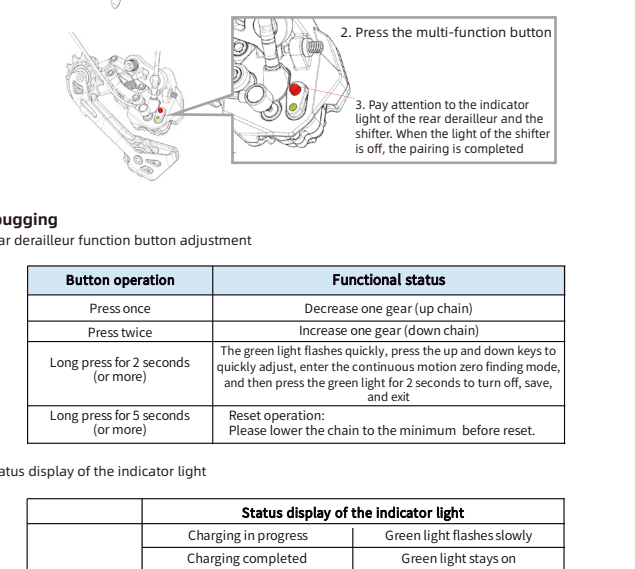 2. Press the multi-function button
3. Pay attention to the indicator
light of the rear derailleur and the
shifter. When the light of the shifter
is off, the pairing is completed
ugging
ar derailleur function button adjustment
Button operation
Functional status
Press once
Decrease one gear (up chain)
Press twice
Increase one gear (down chain)
Long press for 2 seconds
(or more)
The green light flashes quickly, press the up and down keys to
quickly adjust, enter the continuous motion zero finding mode,
and then press the green light for 2 seconds to turn off, save,
and exit
Long press for 5 seconds
(or more)
Reset operation:
Please lower the chain to the minimum before reset.
atus display of the indicator light
Status display of the indicator light
Charging in progress
Green light flashes slowly
Charging completed
Green light stays on